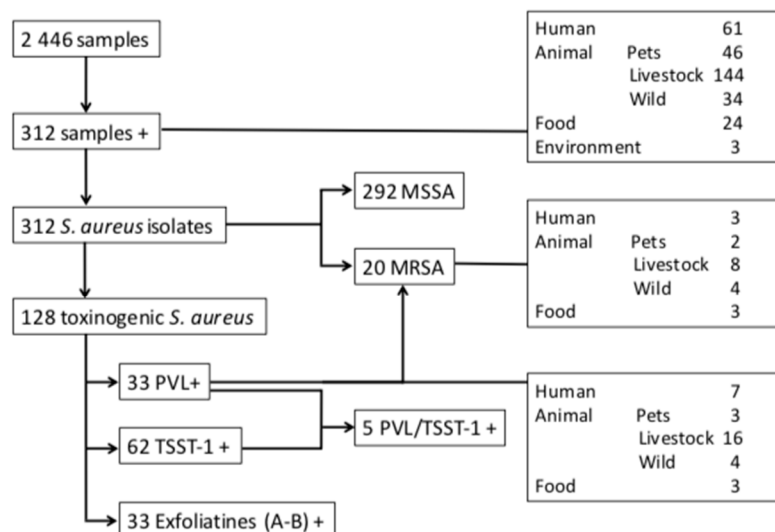 2 446 samples
312 samples +
312 S. aureus isolates
128 toxinogenic S. aureus
33 PVL+
62 TSST-1 +
33 Exfoliatines (A-B) +
292 MSSA
20 MRSA
5 PVL/TSST-1 +
Human 61
Animal Pets 46
Livestock 144
Wild 34
Food 24
Environment 3
Human 3
Animal Pets 2
Livestock 8
Wild 4
Food 3
Human 7
Animal Pets 3
Livestock 16
Wild 4
Food 3